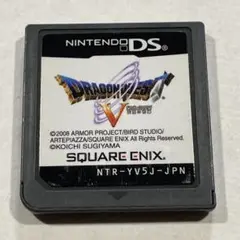 NINTENDO DS
DRAGON QUEST
V
©2008 ARMOR PROJECT/BIRD STUDIO/
ARTEPIAZZA/SQUARE ENIX All Rights Reserved.
©KOICHI SUGIYAMA
SQUARE ENIX
NTR-YV5J-JPN